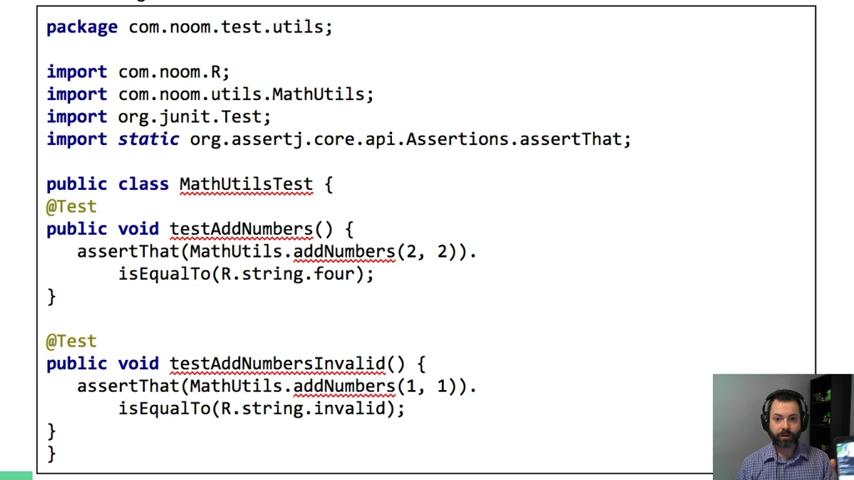 package com.noom.test.utils;
import com.noom.R;
import com.noom.utils.MathUtils;
import org.junit.Test;
import static org.assertj.core.api.Assertions.assertThat;
public class MathUtilsTest {
@Test
public void testAddNumbers() {
assertThat(MathUtils.addNumbers(2, 2)).
isEqualTo(R.string.four);
}
@Test
public void testAddNumbersInvalid() {
assertThat(MathUtils.addNumbers(1, 1)).
isEqualTo(R.string.invalid);
}
}